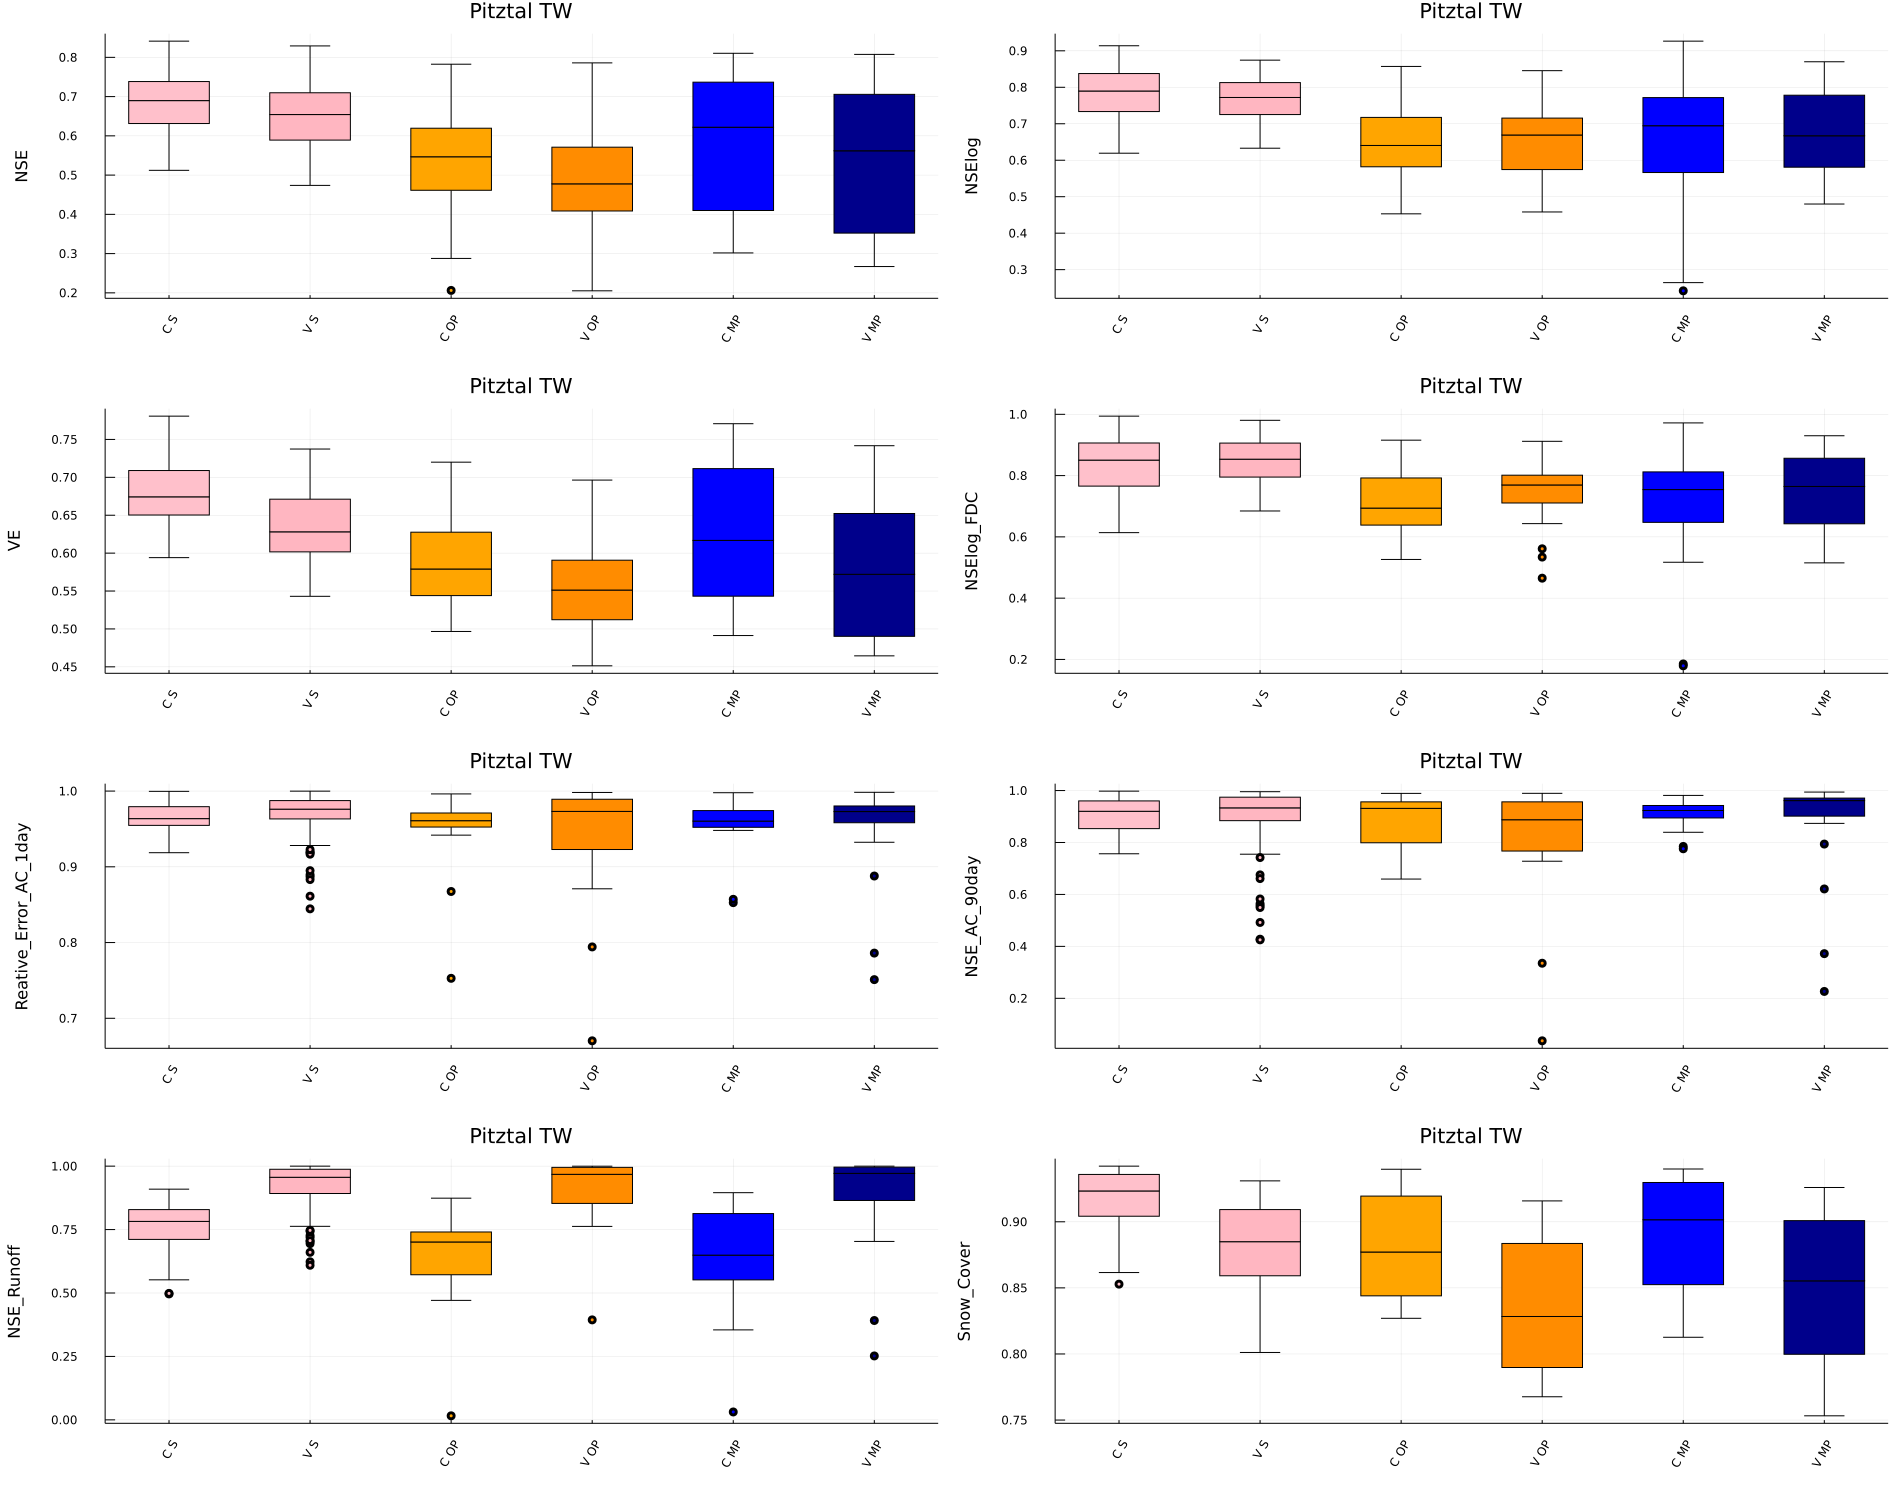 Pitztal TW
NSE
0.8
0.7
0.6
0.5
0.4
0.3
0.2
C S
V S
C OP
V OP
C MP
V MP
Pitztal TW
NSElog
0.9
0.8
0.7
0.6
0.5
0.4
0.3
C S
V S
C OP
V OP
C MP
V MP
Pitztal TW
VE
0.75
0.70
0.65
0.60
0.55
0.50
0.45
C S
V S
C OP
V OP
C MP
V MP
Pitztal TW
NSElog_FDC
1.0
0.8
0.6
0.4
0.2
C S
V S
C OP
V OP
C MP
V MP
Pitztal TW
Reative_Error_AC_1day
1.0
0.9
0.8
0.7
C S
V S
C OP
V OP
C MP
V MP
Pitztal TW
NSE_AC_90day
1.0
0.8
0.6
0.4
0.2
C S
V S
C OP
V OP
C MP
V MP
Pitztal TW
NSE_Runoff
1.00
0.75
0.50
0.25
0.00
C S
V S
C OP
V OP
C MP
V MP
Pitztal TW
Snow_Cover
0.90
0.85
0.80
0.75
C S
V S
C OP
V OP
C MP
V MP